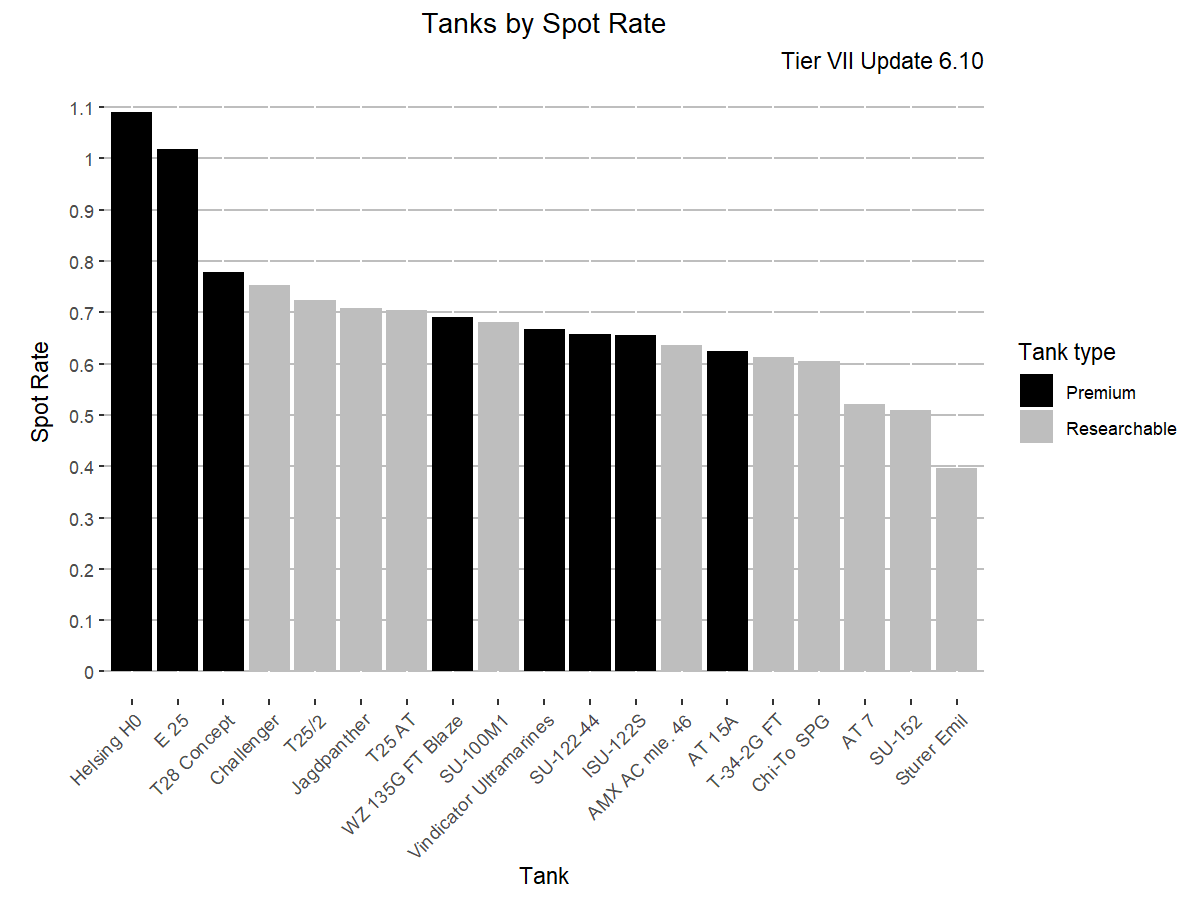 Tanks by Spot Rate
Tier VII Update 6.10
1.1
1
0.9
0.8
0.7
0.6
0.5
0.4
0.3
0.2
0.1
0
Spot Rate
Helsing H0
E 25
T28 Concept
Challenger
T25/2
Jagdpanther
T25 AT
WZ 135G FT Blaze
SU-100M1
Vindicator Ultramarines
SU-122-44
ISU-122S
AMX AC mle. 46
AT 15A
T-34-2G FT
Chi-To SPG
AT 7
SU-152
Sturer Emil
Tank
Tank type
Premium
Researchable